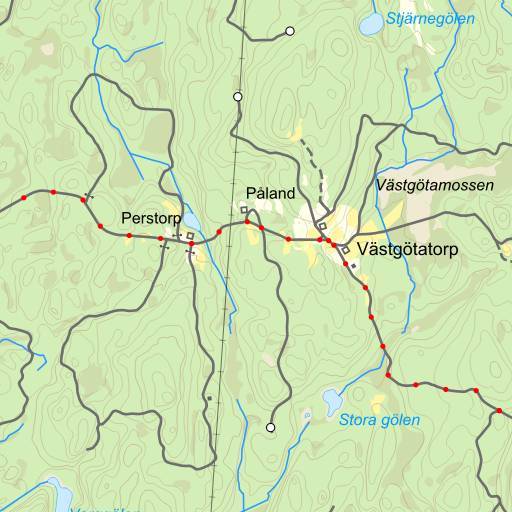 Stjärnegölen
Västgötamossen
Påland
Perstorp
Västgötatorp
Stora gölen